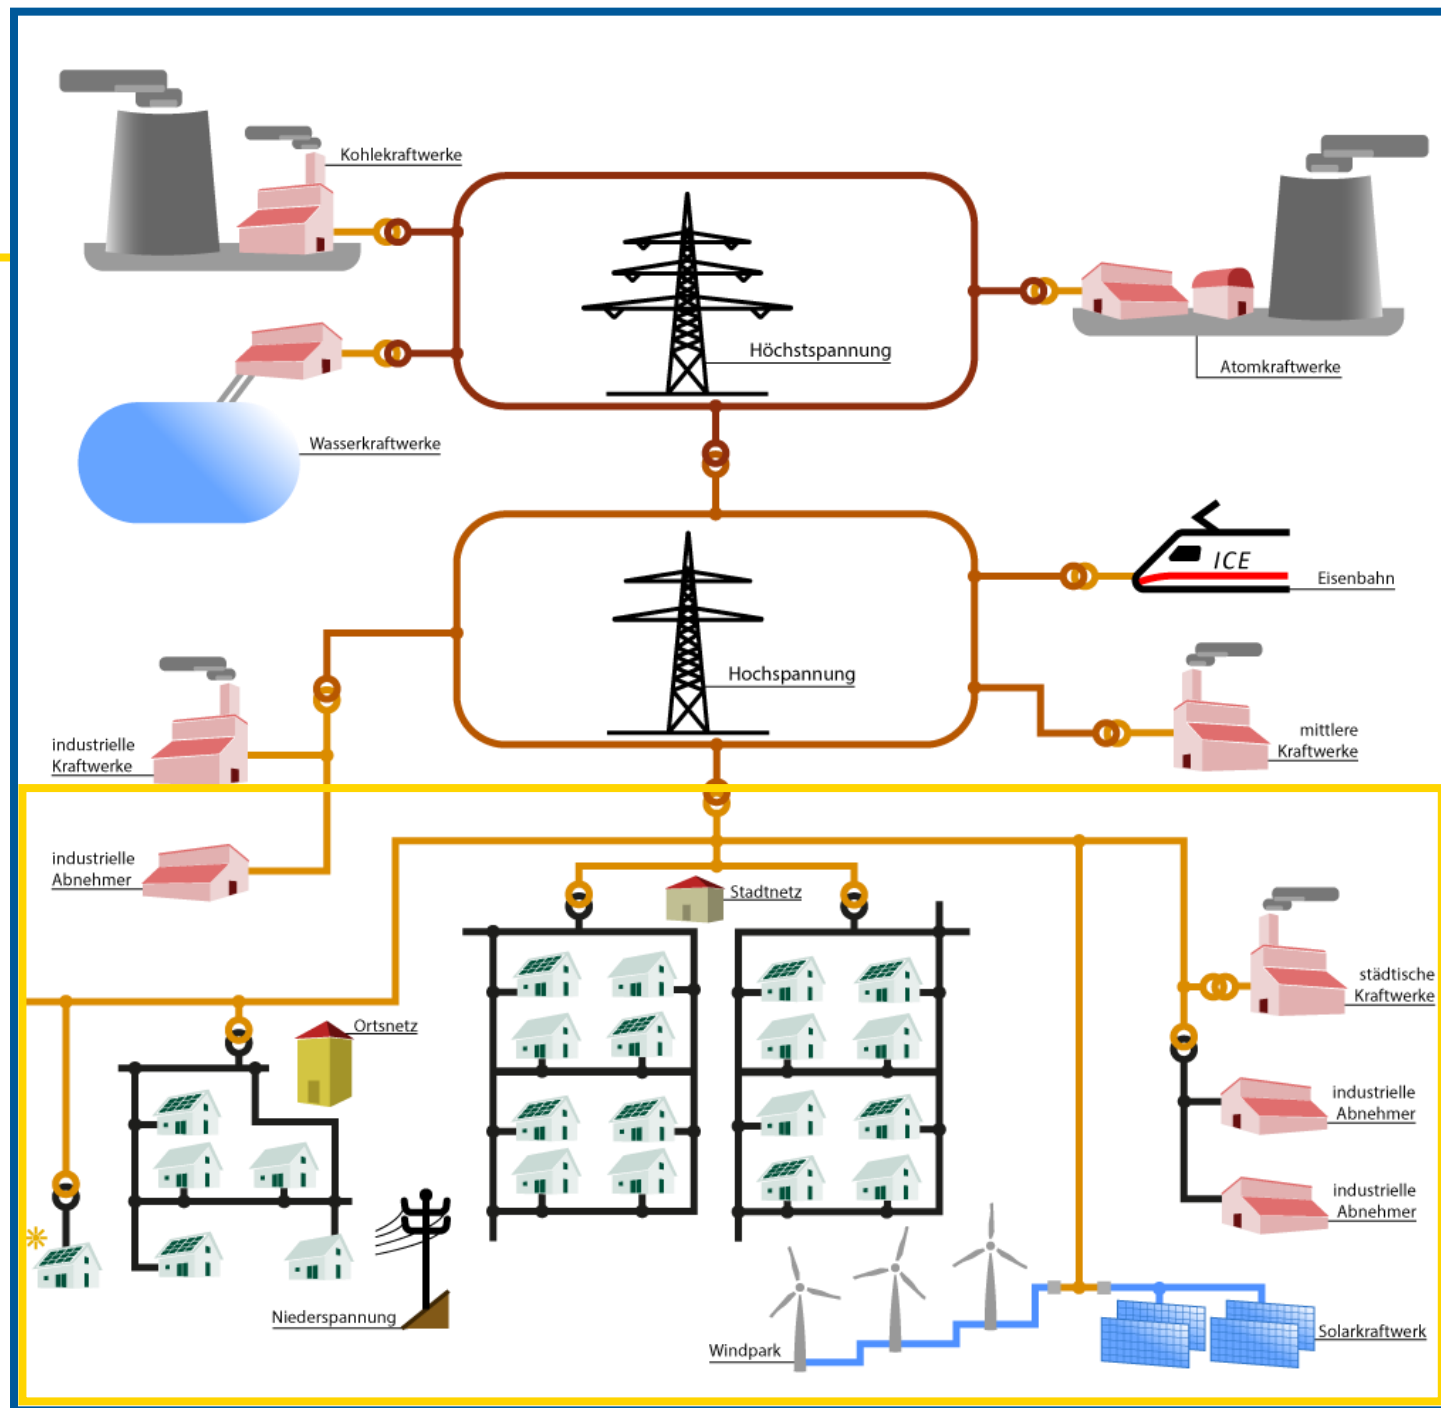 Kohlekraftwerke
Höchstspannung
Atomkraftwerke
Wasserkraftwerke
ICE
Eisenbahn
Hochspannung
industrielle
Kraftwerke
mittlere
Kraftwerke
industrielle
Abnehmer
Stadtnetz
städtische
Kraftwerke
Ortsnetz
industrielle
Abnehmer
industrielle
Abnehmer
Niederspannung
Windpark
Solarkraftwerk